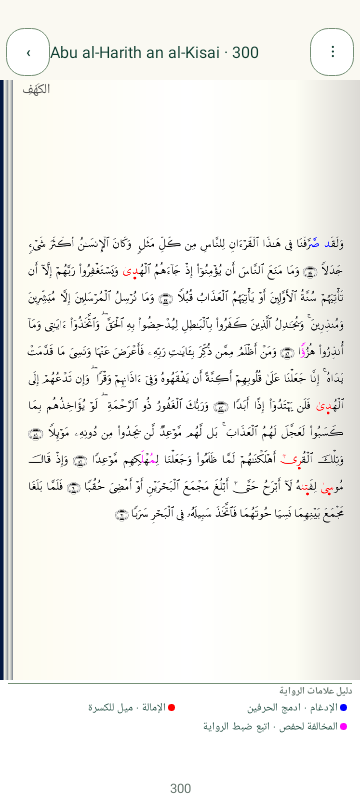 Abu al-Harith an al-Kisai · 300
الكهف
وَلَقَد صَّرَّفْنَا فِي هَٰذَا ٱلْقُرْءَانِ لِلنَّاسِ مِن كُلِّ مَثَلٍ وَكَانَ ٱلْإِنسَٰنُ أَكْثَرَ شَيْءٍ
جَدَلًا وَمَا مَنَعَ ٱلنَّاسَ أَن يُؤْمِنُوٓا۟ إِذْ جَآءَهُمُ ٱلْهُدَىٰ وَيَسْتَغْفِرُوا۟ رَبَّهُمْ إِلَّآ أَن
تَأْتِيَهُمْ سُنَّةُ ٱلْأَوَّلِينَ أَوْ يَأْتِيَهُمُ ٱلْعَذَابُ قُبُلًا وَمَا نُرْسِلُ ٱلْمُرْسَلِينَ إِلَّا مُبَشِّرِينَ
وَمُنذِرِينَ وَيُجَٰدِلُ ٱلَّذِينَ كَفَرُوا۟ بِٱلْبَٰطِلِ لِيُدْحِضُوا۟ بِهِ ٱلْحَقَّ وَٱتَّخَذُوٓا۟ ءَايَٰتِي وَمَآ
أُنذِرُوا۟ هُزُؤًا وَمَنْ أَظْلَمُ مِمَّن ذُكِّرَ بِـَٔايَٰتِ رَبِّهِۦ فَأَعْرَضَ عَنْهَا وَنَسِيَ مَا قَدَّمَتْ
يَدَاهُ إِنَّا جَعَلْنَا عَلَىٰ قُلُوبِهِمْ أَكِنَّةً أَن يَفْقَهُوهُ وَفِيٓ ءَاذَانِهِمْ وَقْرًا وَإِن تَدْعُهُمْ إِلَى
ٱلْهُدَىٰ فَلَن يَهْتَدُوٓا۟ إِذًا أَبَدًا وَرَبُّكَ ٱلْغَفُورُ ذُو ٱلرَّحْمَةِ لَوْ يُؤَاخِذُهُم بِمَا
كَسَبُوا۟ لَعَجَّلَ لَهُمُ ٱلْعَذَابَ بَل لَّهُم مَّوْعِدٌ لَّن يَجِدُوا۟ مِن دُونِهِۦ مَوْئِلًا
وَتِلْكَ ٱلْقُرَىٰٓ أَهْلَكْنَٰهُمْ لَمَّا ظَلَمُوا۟ وَجَعَلْنَا لِمُهْلَكِهِم مَّوْعِدًا وَإِذْ قَالَ
مُوسَىٰ لِفَتَىٰهُ لَآ أَبْرَحُ حَتَّىٰٓ أَبْلُغَ مَجْمَعَ ٱلْبَحْرَيْنِ أَوْ أَمْضِيَ حُقُبًا فَلَمَّا بَلَغَا
مَجْمَعَ بَيْنِهِمَا نَسِيَا حُوتَهُمَا فَٱتَّخَذَ سَبِيلَهُۥ فِي ٱلْبَحْرِ سَرَبًا
دليل علامات الرواية
الإدغام · ادمج الحرفين
الإمالة · ميل للكسرة
المخالفة لحفص · اتبع ضبط الرواية
300